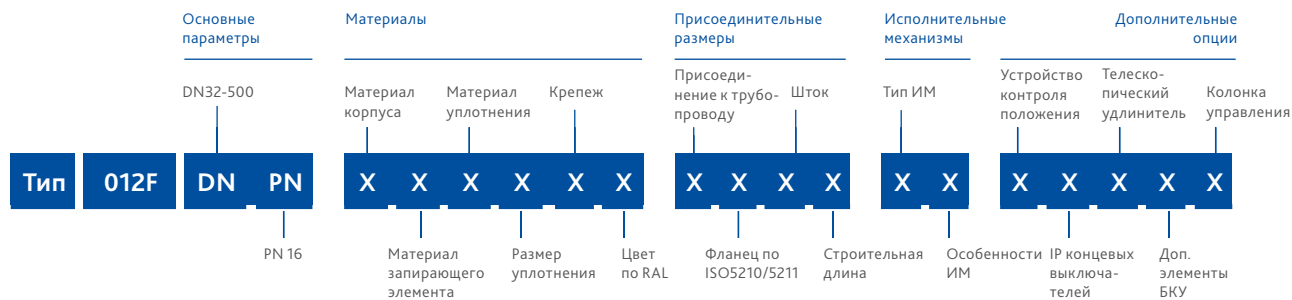 Основные
параметры
Материалы
Присоединительные
размеры
Исполнительные
механизмы
Дополнительные
опции
DN32-500
Материал
корпуса
Материал
уплотнения
Крепеж
Присоеди-
нение к трубо-
проводу
Шток
Тип ИМ
Устройство
контроля
положения
Телеско-
пический
удлинитель
Колонка
управления
Тип 012F DN PN X X X X X X X X X X X X X X X X X
PN 16
Материал
запирающего
элемента
Размер
уплотнения
Цвет
по RAL
Фланец по
ISO5210/5211
Строительная
длина
Особенности
ИМ
IP концевых
выключа-
телей
Доп.
элементы
БКУ